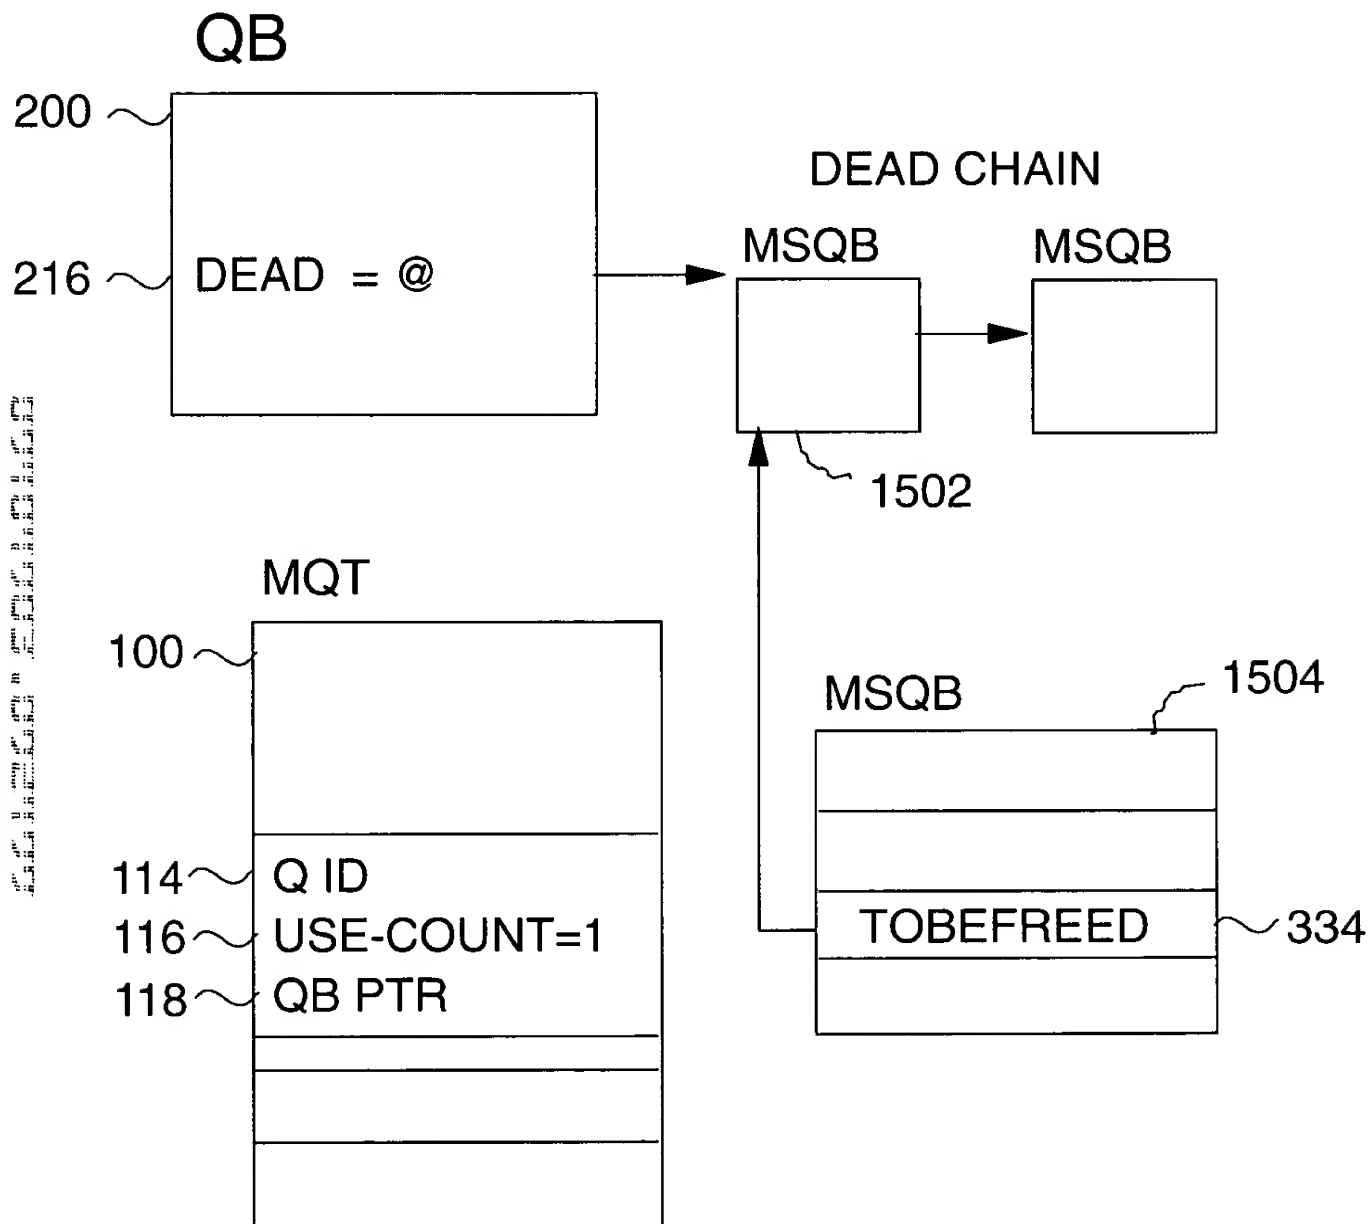 QB
200
DEAD CHAIN
MSQB MSQB
216 DEAD = @
1502
MQT
100
1504
MSQB
114 Q ID
116 USE-COUNT=1
TOBEFREED 334
118 QB PTR